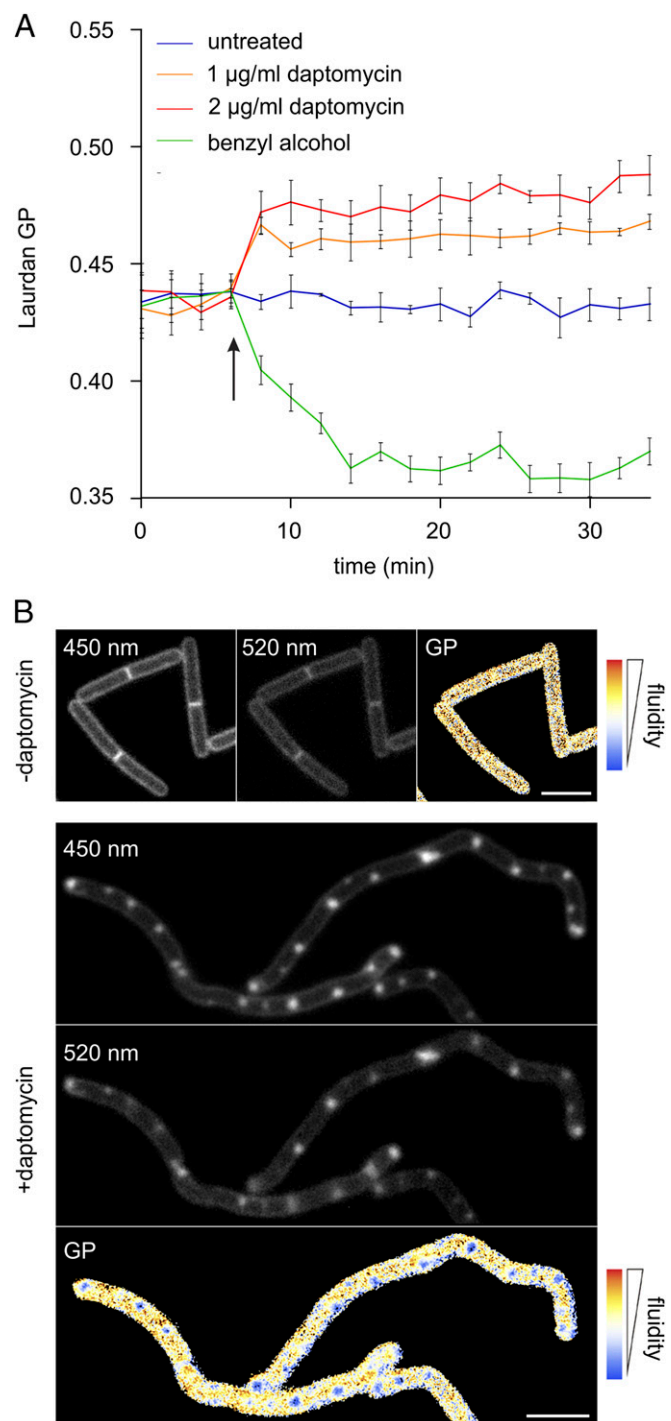 A
0.55
0.50
0.45
0.40
0.35
Laurdan GP
untreated
1 µg/ml daptomycin
2 µg/ml daptomycin
benzyl alcohol
0
10
20
30
time (min)
B
-daptomycin
450 nm
520 nm
GP
fluidity
+daptomycin
450 nm
520 nm
GP
fluidity